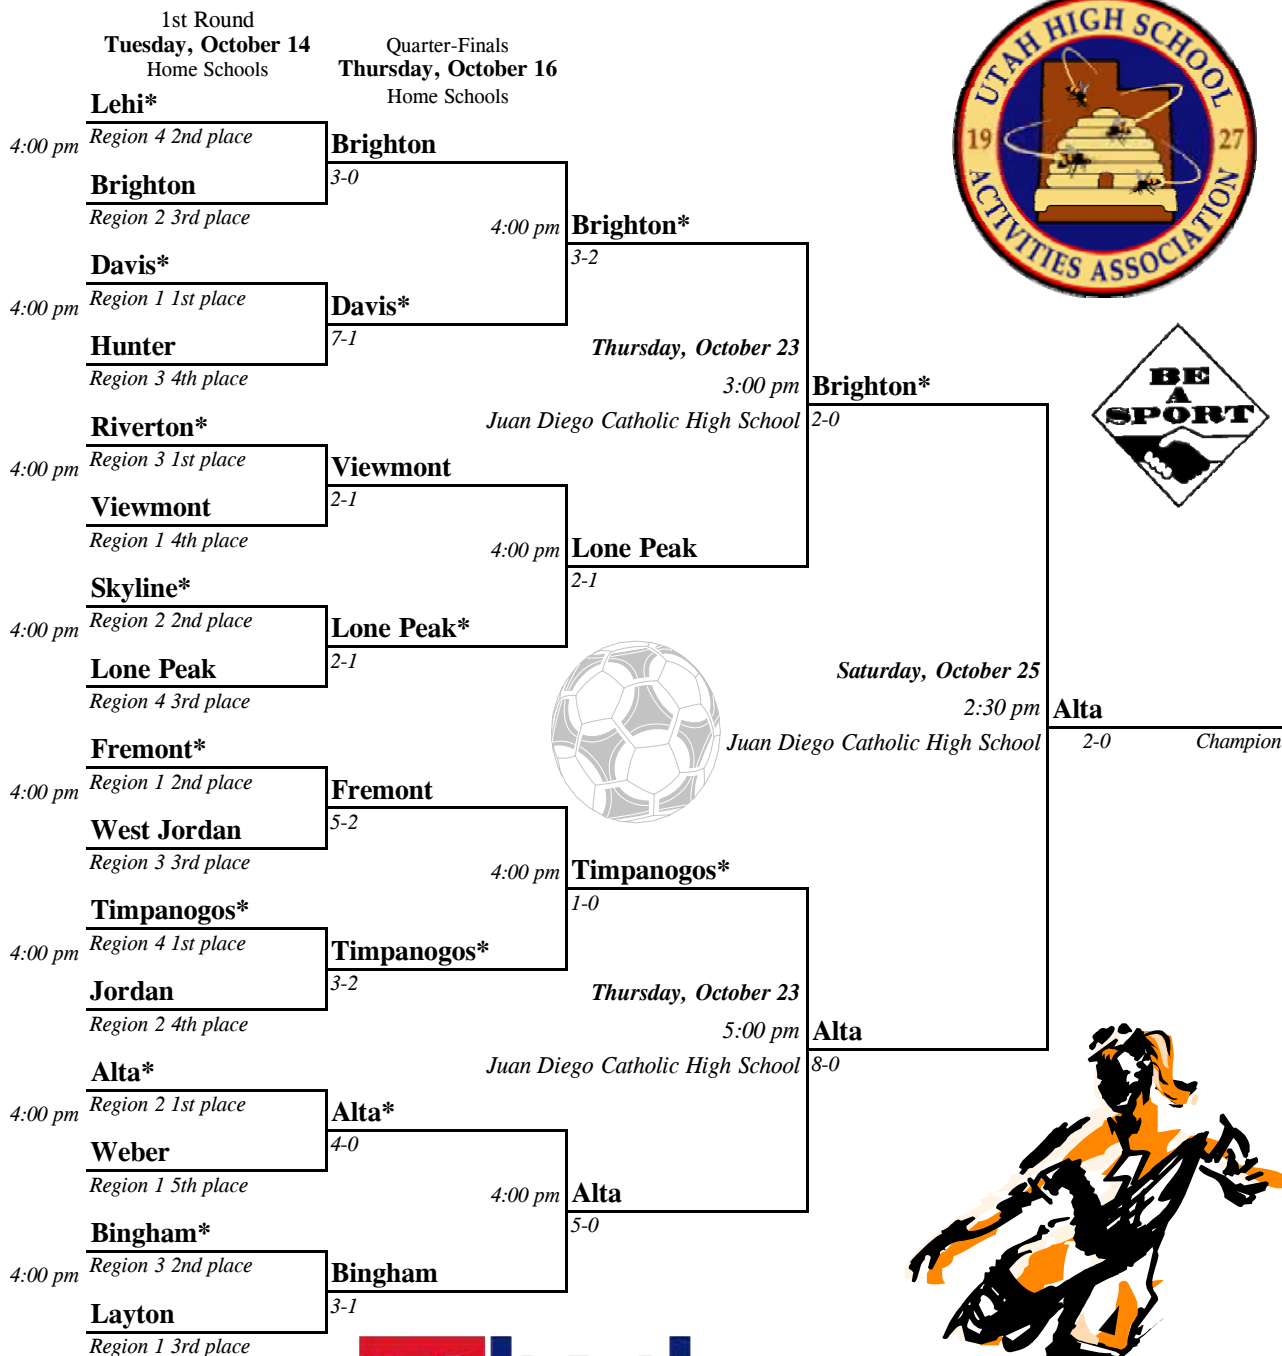 1st Round
Tuesday, October 14
Home Schools
Quarter-Finals
Thursday, October 16
Home Schools
UTAH HIGH SCHOOL
ACTIVITIES ASSOCIATION
19 27
BE
A
SPORT
Lehi*
4:00 pm
Region 4 2nd place
Brighton
3-0
Brighton
Region 2 3rd place
4:00 pm
Brighton*
3-2
Davis*
4:00 pm
Region 1 1st place
Davis*
7-1
Hunter
Region 3 4th place
Thursday, October 23
3:00 pm
Juan Diego Catholic High School
Brighton*
2-0
Riverton*
4:00 pm
Region 3 1st place
Viewmont
2-1
Viewmont
Region 1 4th place
4:00 pm
Lone Peak
2-1
Skyline*
4:00 pm
Region 2 2nd place
Lone Peak*
2-1
Lone Peak
Region 4 3rd place
Saturday, October 25
2:30 pm
Juan Diego Catholic High School
Alta
2-0 Champion
Fremont*
4:00 pm
Region 1 2nd place
Fremont
5-2
West Jordan
Region 3 3rd place
4:00 pm
Timpanogos*
1-0
Timpanogos*
4:00 pm
Region 4 1st place
Timpanogos*
3-2
Jordan
Region 2 4th place
Thursday, October 23
5:00 pm
Juan Diego Catholic High School
Alta
8-0
Alta*
4:00 pm
Region 2 1st place
Alta*
4-0
Weber
Region 1 5th place
4:00 pm
Alta
5-0
Bingham*
4:00 pm
Region 3 2nd place
Bingham
3-1
Layton
Region 1 3rd place